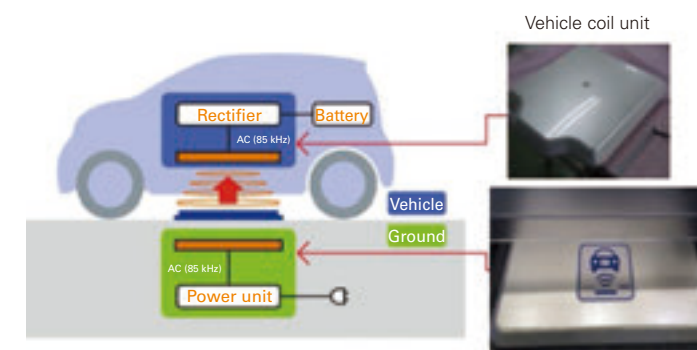 Vehicle coil unit
Rectifier
Battery
AC (85 kHz)
Vehicle
Ground
AC (85 kHz)
Power unit